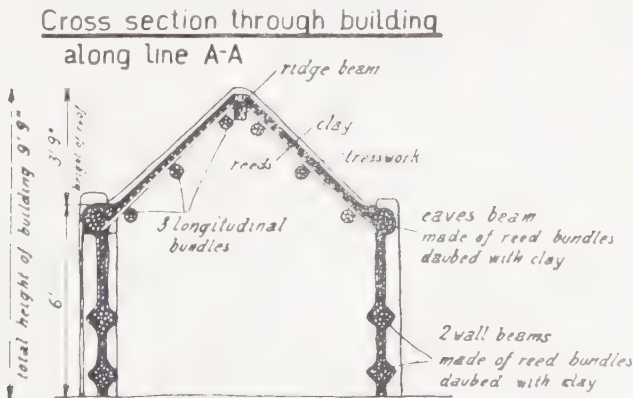 Cross section through building
along line A-A
ridge beam
clay
reeds
tresswork
3 longitudinal
bundles
eaves beam
made of reed bundles
daubed with clay
2 wall beams
made of reed bundles
daubed with clay
total height of building 9' 9"
3' 9"
height of roof
6'